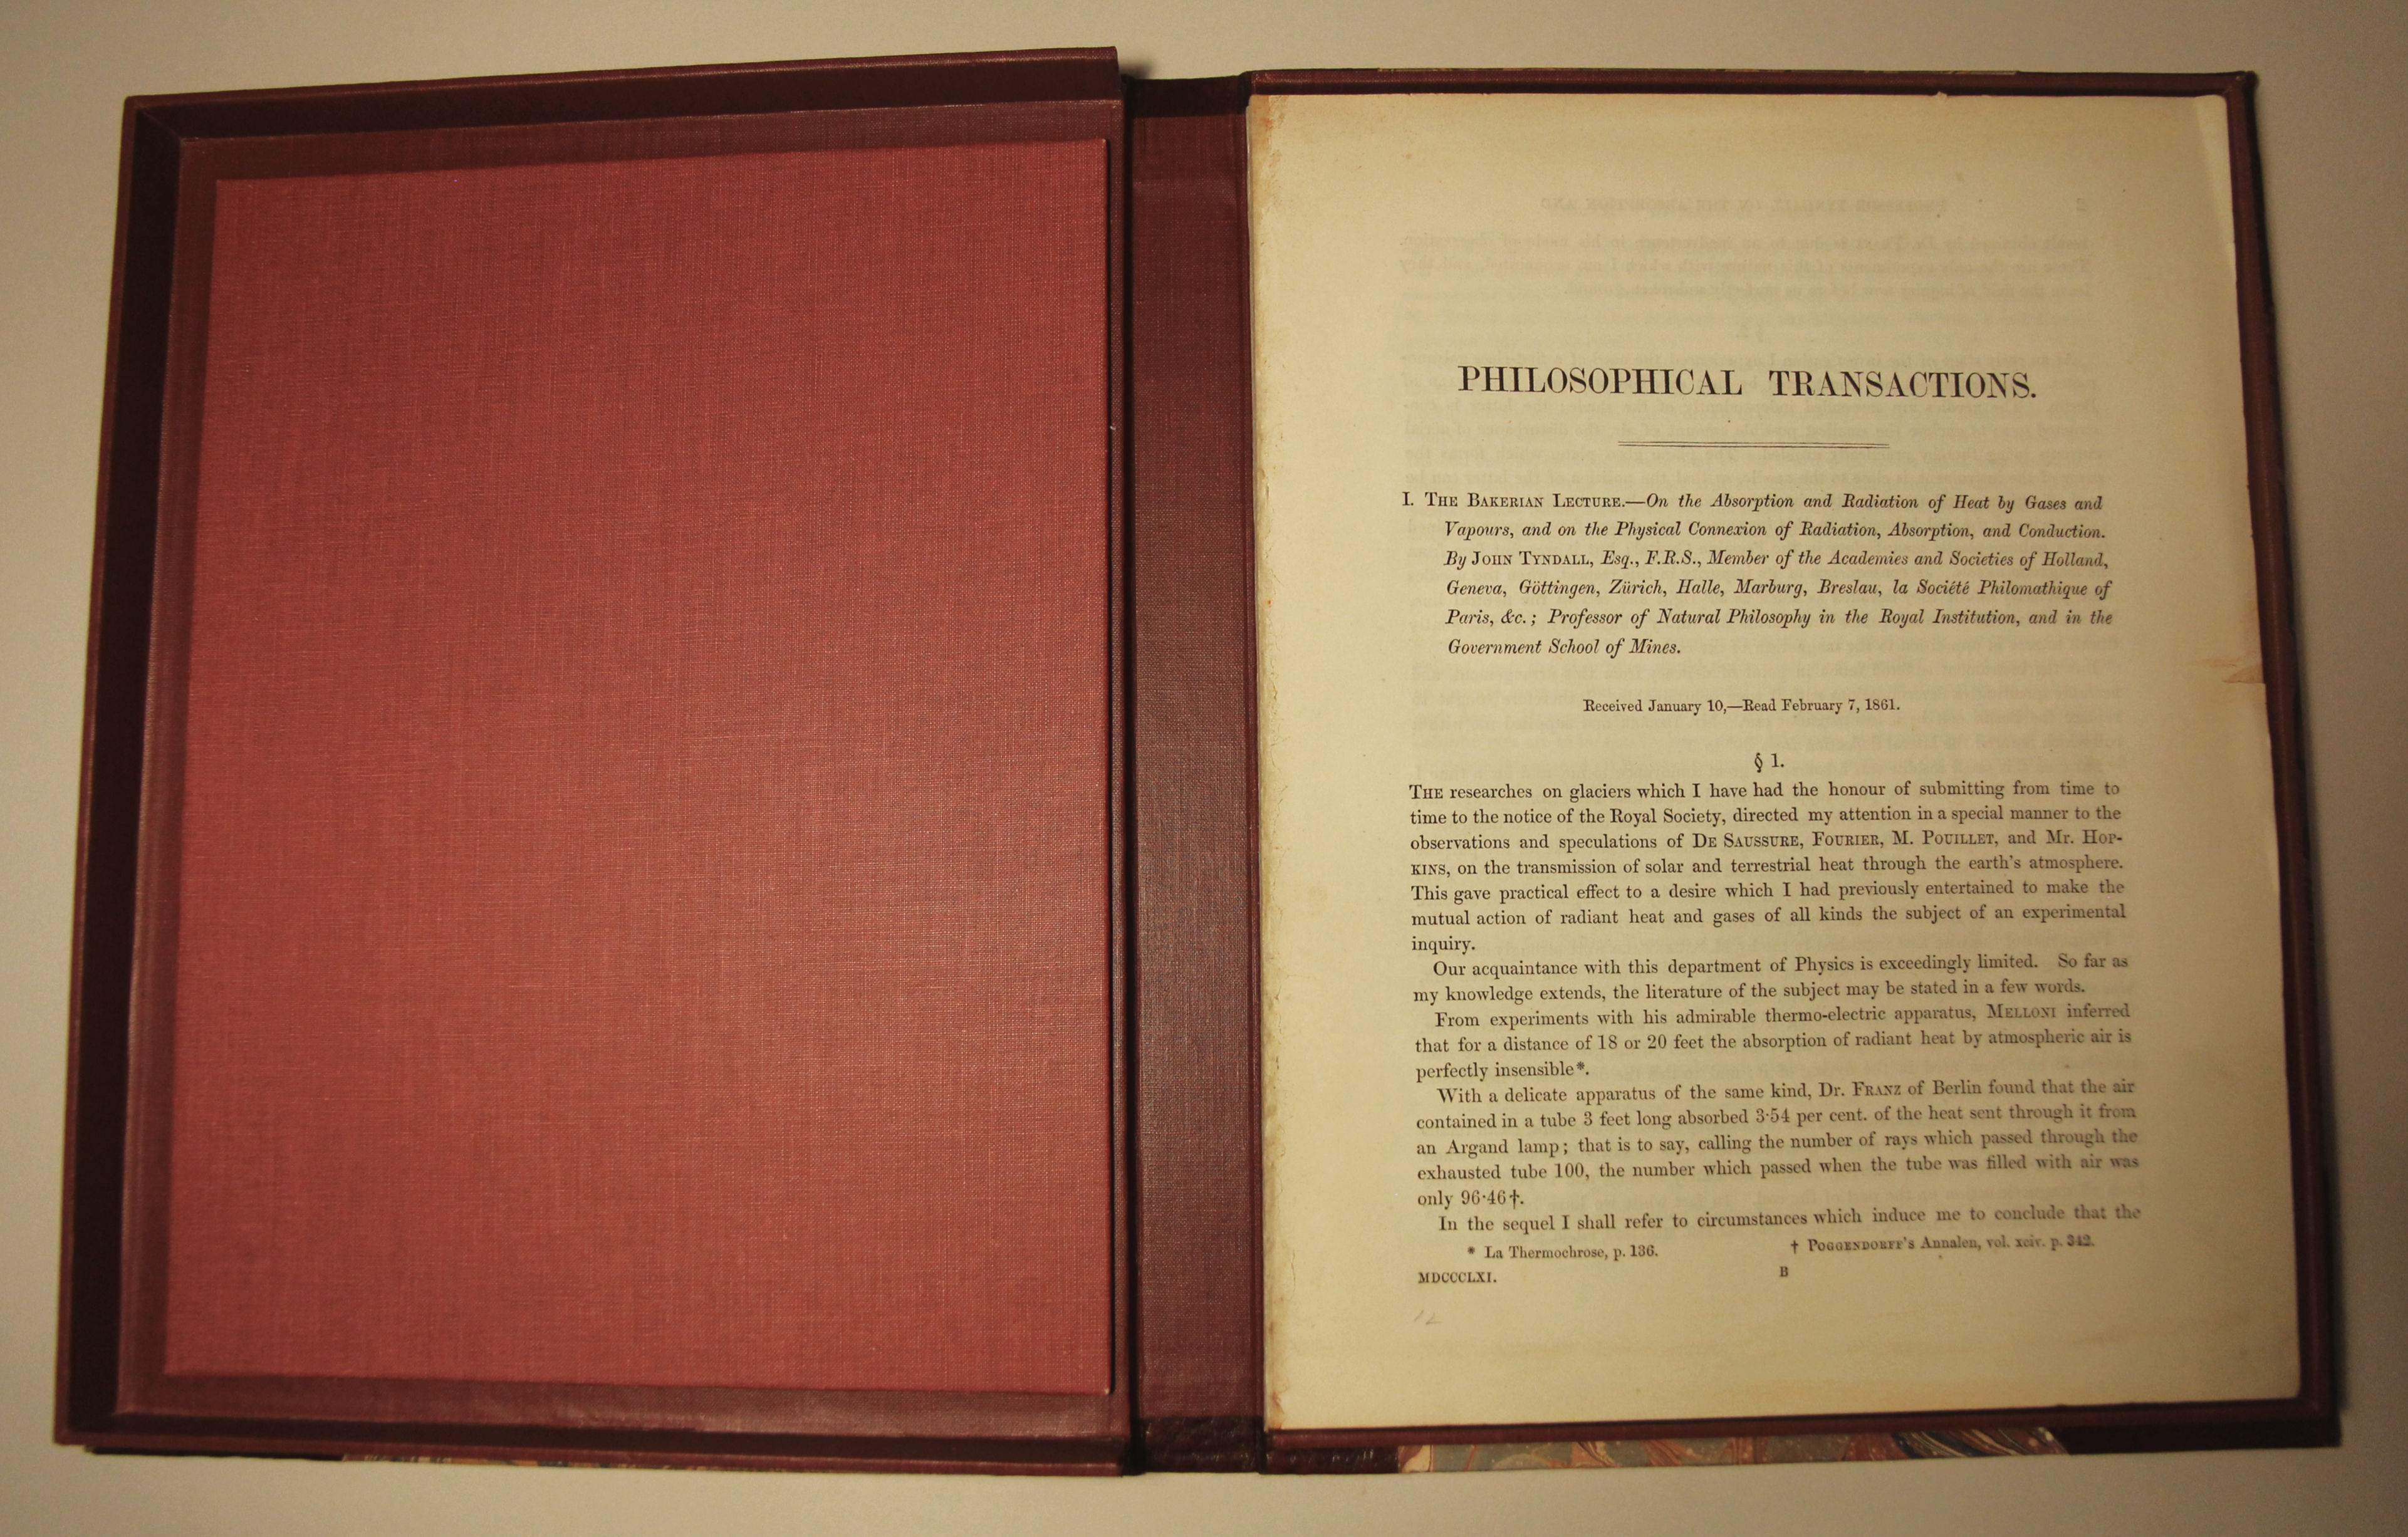 PHILOSOPHICAL TRANSACTIONS.
I. THE BAKERIAN LECTURE.—On the Absorption and Radiation of Heat by Gases and
Vapours, and on the Physical Connexion of Radiation, Absorption, and Conduction.
By JOHN TYNDALL, Esq., F.R.S., Member of the Academies and Societies of Holland,
Geneva, Göttingen, Zürich, Halle, Marburg, Breslau, la Société Philomathique of
Paris, &c.; Professor of Natural Philosophy in the Royal Institution, and in the
Government School of Mines.
Received January 10,—Read February 7, 1861.
§ 1.
THE researches on glaciers which I have had the honour of submitting from time to
time to the notice of the Royal Society, directed my attention in a special manner to the
observations and speculations of DE SAUSSURE, FOURIER, M. POUILLET, and Mr. HOP-
KINS, on the transmission of solar and terrestrial heat through the earth's atmosphere.
This gave practical effect to a desire which I had previously entertained to make the
mutual action of radiant heat and gases of all kinds the subject of an experimental
inquiry.
Our acquaintance with this department of Physics is exceedingly limited. So far as
my knowledge extends, the literature of the subject may be stated in a few words.
From experiments with his admirable thermo-electric apparatus, MELLONI inferred
that for a distance of 18 or 20 feet the absorption of radiant heat by atmospheric air is
perfectly insensible*.
With a delicate apparatus of the same kind, Dr. FRANZ of Berlin found that the air
contained in a tube 3 feet long absorbed 3·54 per cent. of the heat sent through it from
an Argand lamp; that is to say, calling the number of rays which passed through the
exhausted tube 100, the number which passed when the tube was filled with air was
only 96·46†.
In the sequel I shall refer to circumstances which induce me to conclude that the
* La Thermochrose, p. 136. † POGGENDORFF'S Annalen, vol. xciv. p. 342.
MDCCCLXI. B